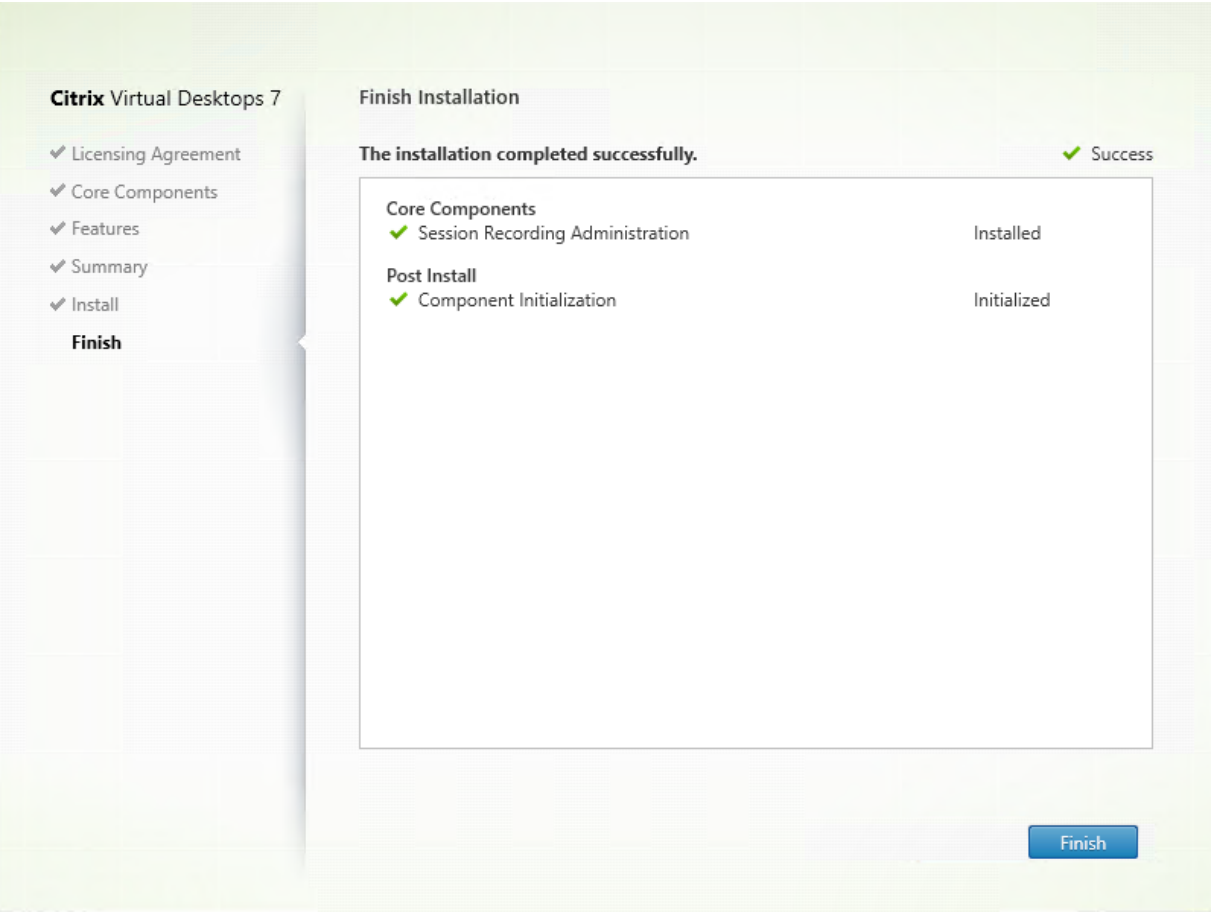 Citrix Virtual Desktops 7
Licensing Agreement
Core Components
Features
Summary
Install
Finish
Finish Installation
The installation completed successfully.
Success
Core Components
Session Recording Administration Installed
Post Install
Component Initialization Initialized
Finish